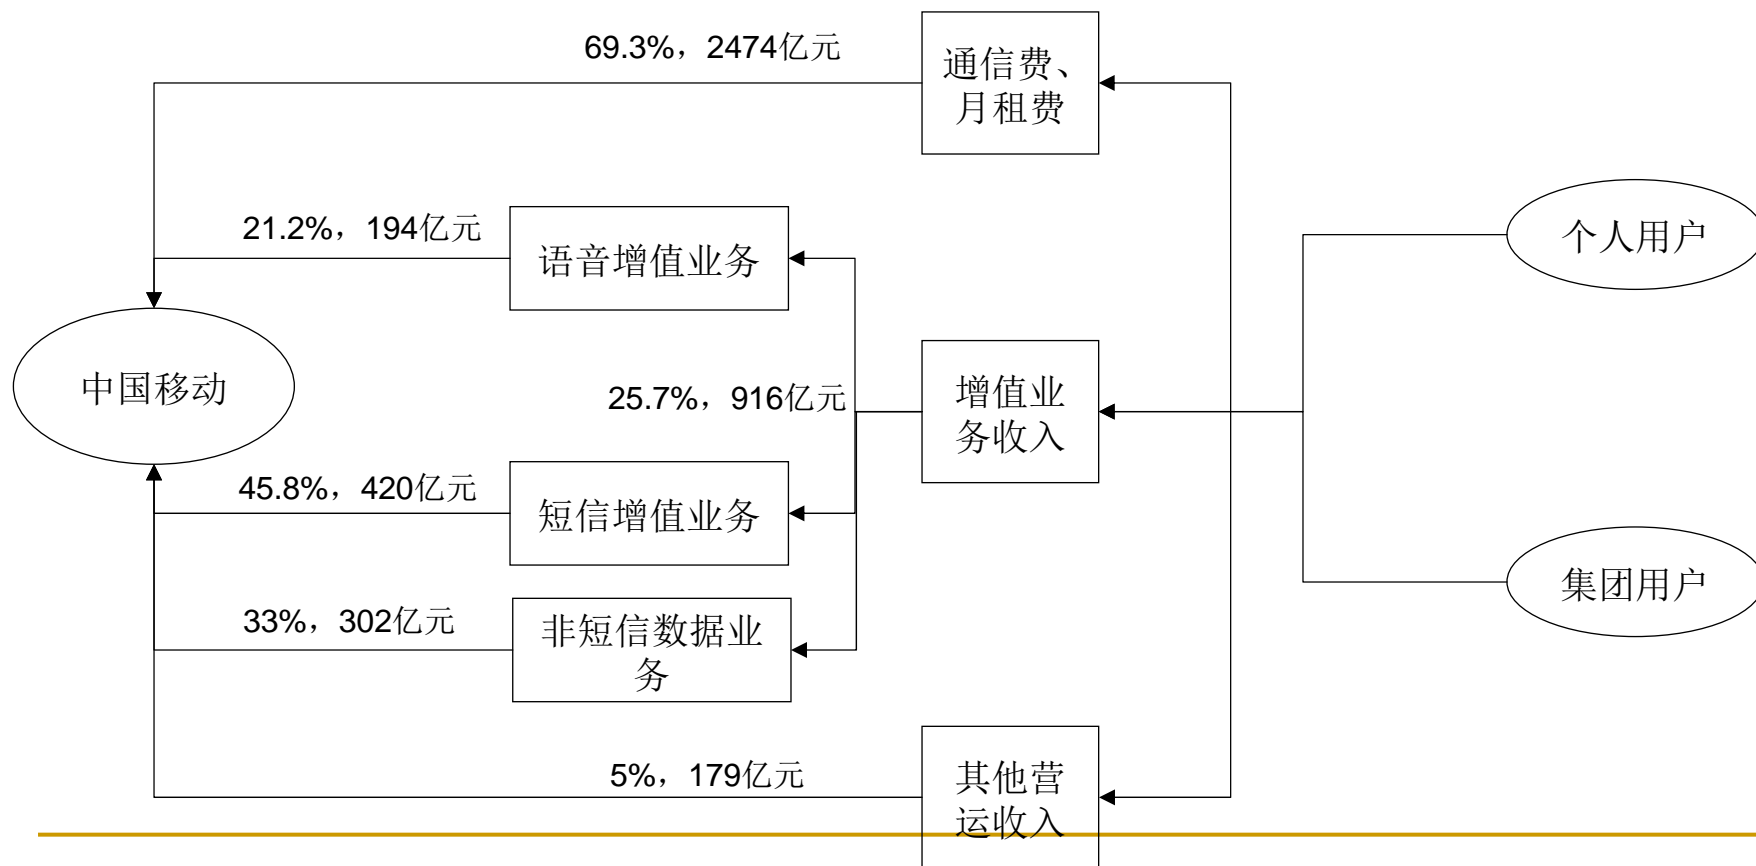 69.3%，2474亿元
通信费、
月租费
21.2%，194亿元
语音增值业务
个人用户
中国移动
25.7%，916亿元
增值业
务收入
45.8%，420亿元
短信增值业务
集团用户
33%，302亿元
非短信数据业
务
5%，179亿元
其他营
运收入